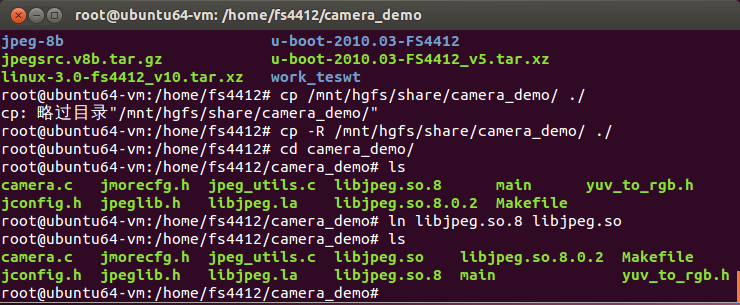 root@ubuntu64-vm: /home/fs4412/camera_demo
jpeg-8b u-boot-2010.03-FS4412
jpegsrc.v8b.tar.gz u-boot-2010.03-FS4412_v5.tar.xz
linux-3.0-fs4412_v10.tar.xz work_teswt
root@ubuntu64-vm:/home/fs4412# cp /mnt/hgfs/share/camera_demo/ ./
cp: 略过目录"/mnt/hgfs/share/camera_demo/"
root@ubuntu64-vm:/home/fs4412# cp -R /mnt/hgfs/share/camera_demo/ ./
root@ubuntu64-vm:/home/fs4412# cd camera_demo/
root@ubuntu64-vm:/home/fs4412/camera_demo# ls
camera.c jmorecfg.h jpeg_utils.c libjpeg.so.8 main yuv_to_rgb.h
jconfig.h jpeglib.h libjpeg.la libjpeg.so.8.0.2 Makefile
root@ubuntu64-vm:/home/fs4412/camera_demo# ln libjpeg.so.8 libjpeg.so
root@ubuntu64-vm:/home/fs4412/camera_demo# ls
camera.c jmorecfg.h jpeg_utils.c libjpeg.so libjpeg.so.8.0.2 Makefile
jconfig.h jpeglib.h libjpeg.la libjpeg.so.8 main yuv_to_rgb.h
root@ubuntu64-vm:/home/fs4412/camera_demo#